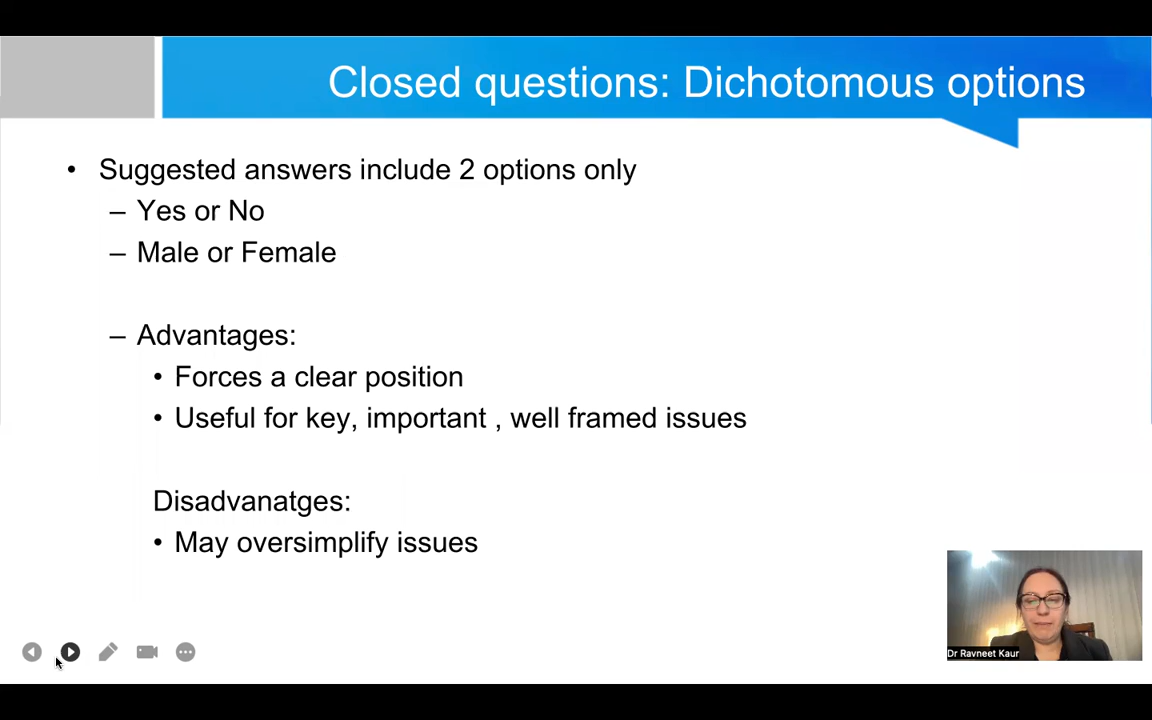 Closed questions: Dichotomous options
• Suggested answers include 2 options only
– Yes or No
– Male or Female
– Advantages:
• Forces a clear position
• Useful for key, important , well framed issues
Disadvanatges:
• May oversimplify issues
Dr Ravneet Kaur